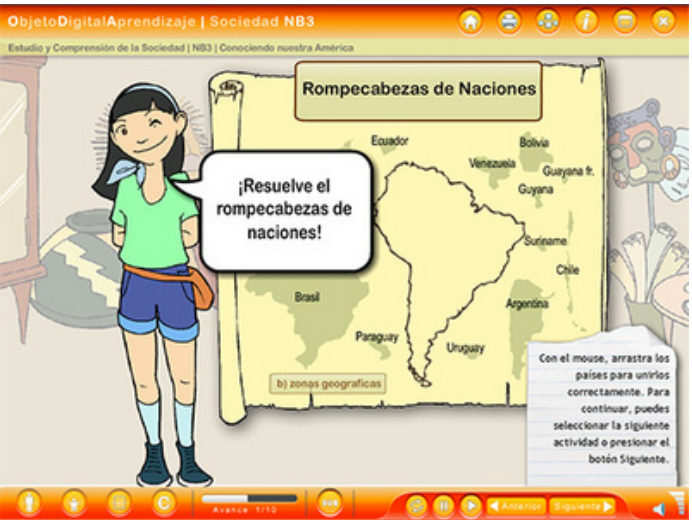 ObjetoDigitalAprendizaje | Sociedad NB3
Estudio y Comprensión de la Sociedad | NB3 | Conociendo nuestra América
Rompecabezas de Naciones
¡Resuelve el
rompecabezas de
naciones!
Ecuador
Bolivia
Venezuela
Guayana fr.
Guyana
Suriname
Chile
Brasil
Argentina
Paraguay
Uruguay
b) zonas geograficas
Con el mouse, arrastra los
países para unirlos
correctamente. Para
continuar, puedes
seleccionar la siguiente
actividad o presionar el
botón Siguiente.
C
Avance 1/10
SUB
Anterior
Siguiente